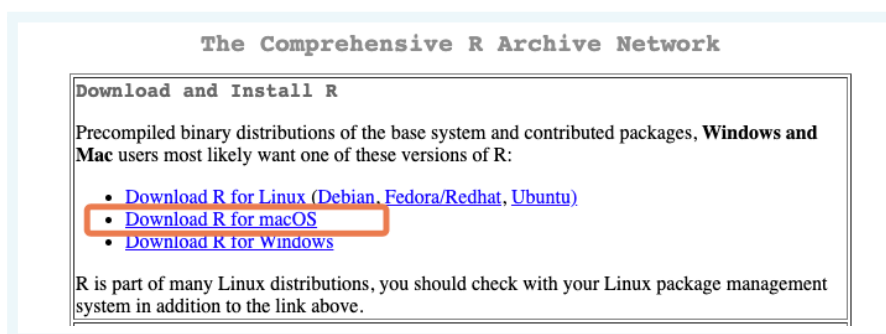 The Comprehensive R Archive Network
Download and Install R
Precompiled binary distributions of the base system and contributed packages, Windows and
Mac users most likely want one of these versions of R:
• Download R for Linux (Debian, Fedora/Redhat, Ubuntu)
• Download R for macOS
• Download R for Windows
R is part of many Linux distributions, you should check with your Linux package management
system in addition to the link above.